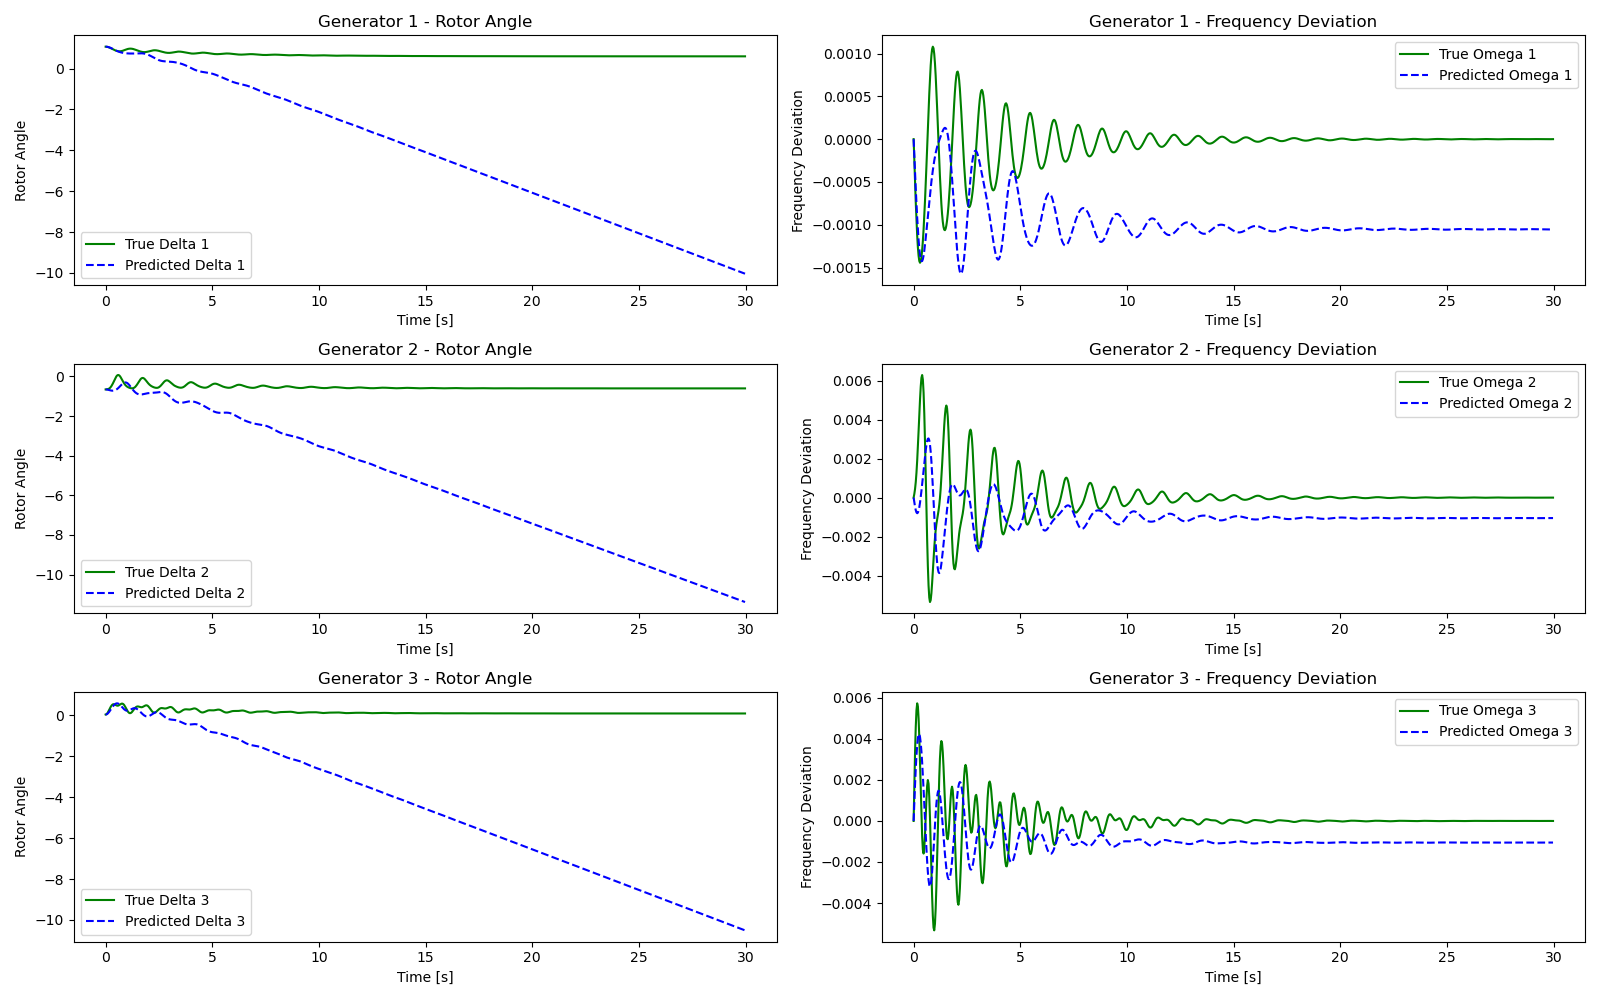 Generator 1 - Rotor Angle
Rotor Angle
0
−2
−4
−6
−8
−10
True Delta 1
Predicted Delta 1
0 5 10 15 20 25 30
Time [s]
Generator 1 - Frequency Deviation
Frequency Deviation
0.0010
0.0005
0.0000
−0.0005
−0.0010
−0.0015
True Omega 1
Predicted Omega 1
0 5 10 15 20 25 30
Time [s]
Generator 2 - Rotor Angle
Rotor Angle
0
−2
−4
−6
−8
−10
True Delta 2
Predicted Delta 2
0 5 10 15 20 25 30
Time [s]
Generator 2 - Frequency Deviation
Frequency Deviation
0.006
0.004
0.002
0.000
−0.002
−0.004
True Omega 2
Predicted Omega 2
0 5 10 15 20 25 30
Time [s]
Generator 3 - Rotor Angle
Rotor Angle
0
−2
−4
−6
−8
−10
True Delta 3
Predicted Delta 3
0 5 10 15 20 25 30
Time [s]
Generator 3 - Frequency Deviation
Frequency Deviation
0.006
0.004
0.002
0.000
−0.002
−0.004
True Omega 3
Predicted Omega 3
0 5 10 15 20 25 30
Time [s]